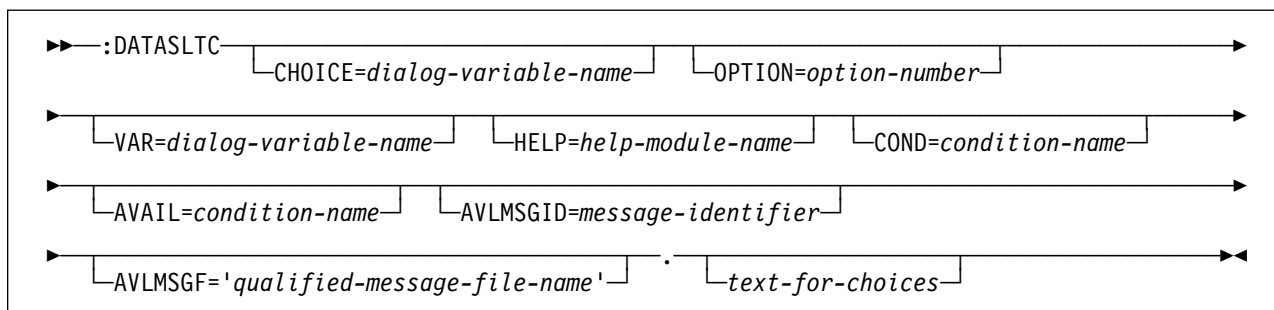 :DATASLTC
CHOICE=dialog-variable-name OPTION=option-number
VAR=dialog-variable-name HELP=help-module-name COND=condition-name
AVAIL=condition-name AVLMSGID=message-identifier
.
AVLMSGF='qualified-message-file-name' text-for-choices